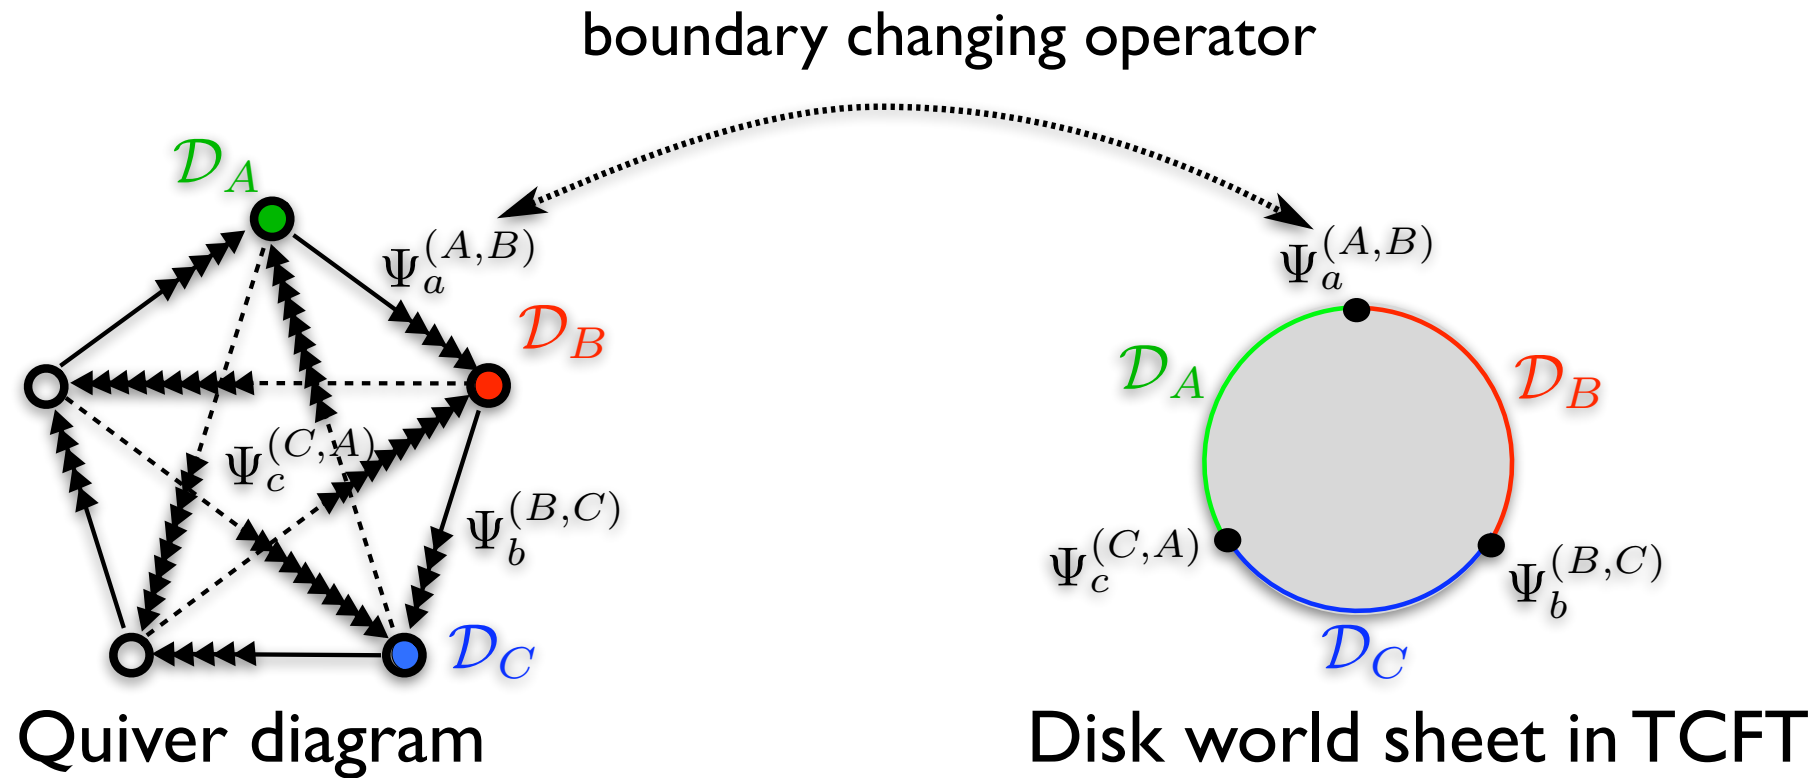 boundary changing operator
𝒟_A
Ψ_a^{(A,B)}
𝒟_B
Ψ_c^{(C,A)}
Ψ_b^{(B,C)}
𝒟_C
Quiver diagram
Ψ_a^{(A,B)}
𝒟_A
𝒟_B
Ψ_c^{(C,A)}
Ψ_b^{(B,C)}
𝒟_C
Disk world sheet in TCFT